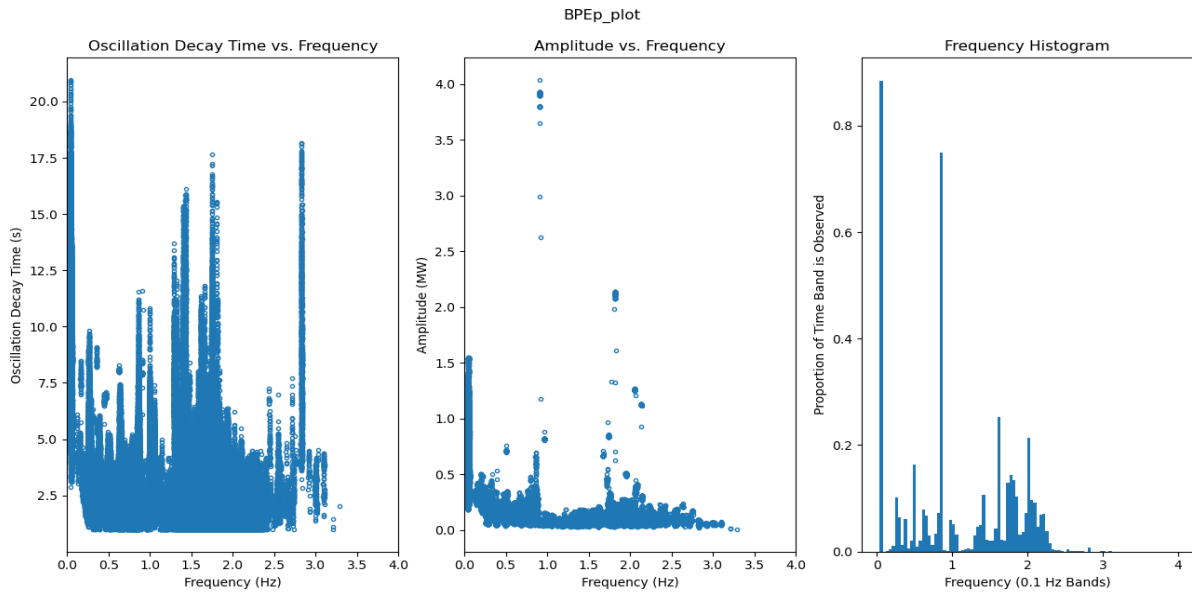 BPEp_plot
Oscillation Decay Time vs. Frequency
Oscillation Decay Time (s)
20.0
17.5
15.0
12.5
10.0
7.5
5.0
2.5
0.0 0.5 1.0 1.5 2.0 2.5 3.0 3.5 4.0
Frequency (Hz)
Amplitude vs. Frequency
Amplitude (MW)
4.0
3.5
3.0
2.5
2.0
1.5
1.0
0.5
0.0
0.0 0.5 1.0 1.5 2.0 2.5 3.0 3.5 4.0
Frequency (Hz)
Frequency Histogram
Proportion of Time Band is Observed
0.8
0.6
0.4
0.2
0.0
0 1 2 3 4
Frequency (0.1 Hz Bands)